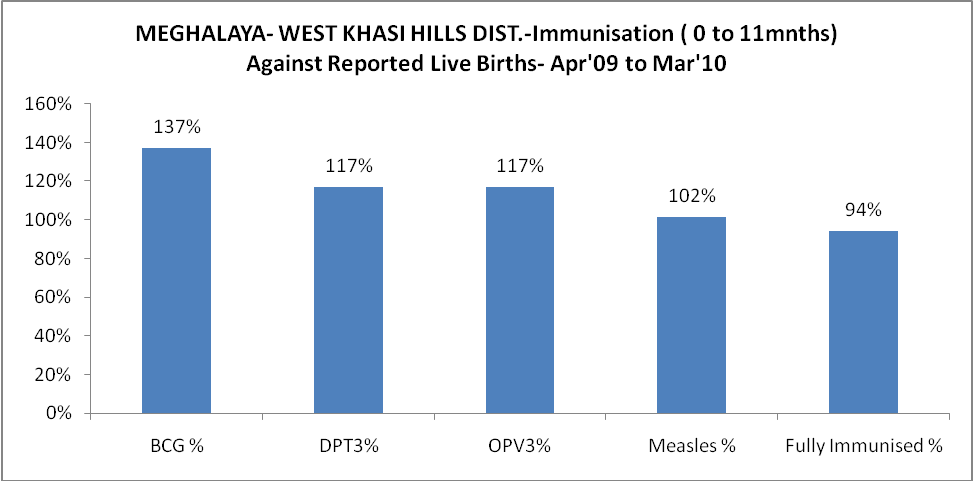 MEGHALAYA- WEST KHASI HILLS DIST.-Immunisation ( 0 to 11mnths)
Against Reported Live Births- Apr'09 to Mar'10
160%
140%
120%
100%
80%
60%
40%
20%
0%
137%
117%
117%
102%
94%
BCG %
DPT3%
OPV3%
Measles %
Fully Immunised %